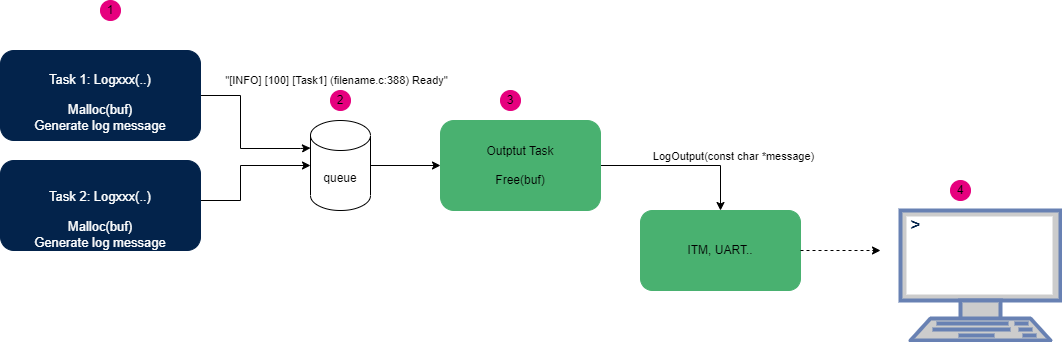 1
Task 1: Logxxx(..)
Malloc(buf)
Generate log message
"[INFO] [100] [Task1] (filename.c:388) Ready"
2
queue
Task 2: Logxxx(..)
Malloc(buf)
Generate log message
3
Outptut Task
Free(buf)
LogOutput(const char *message)
ITM, UART..
4
>